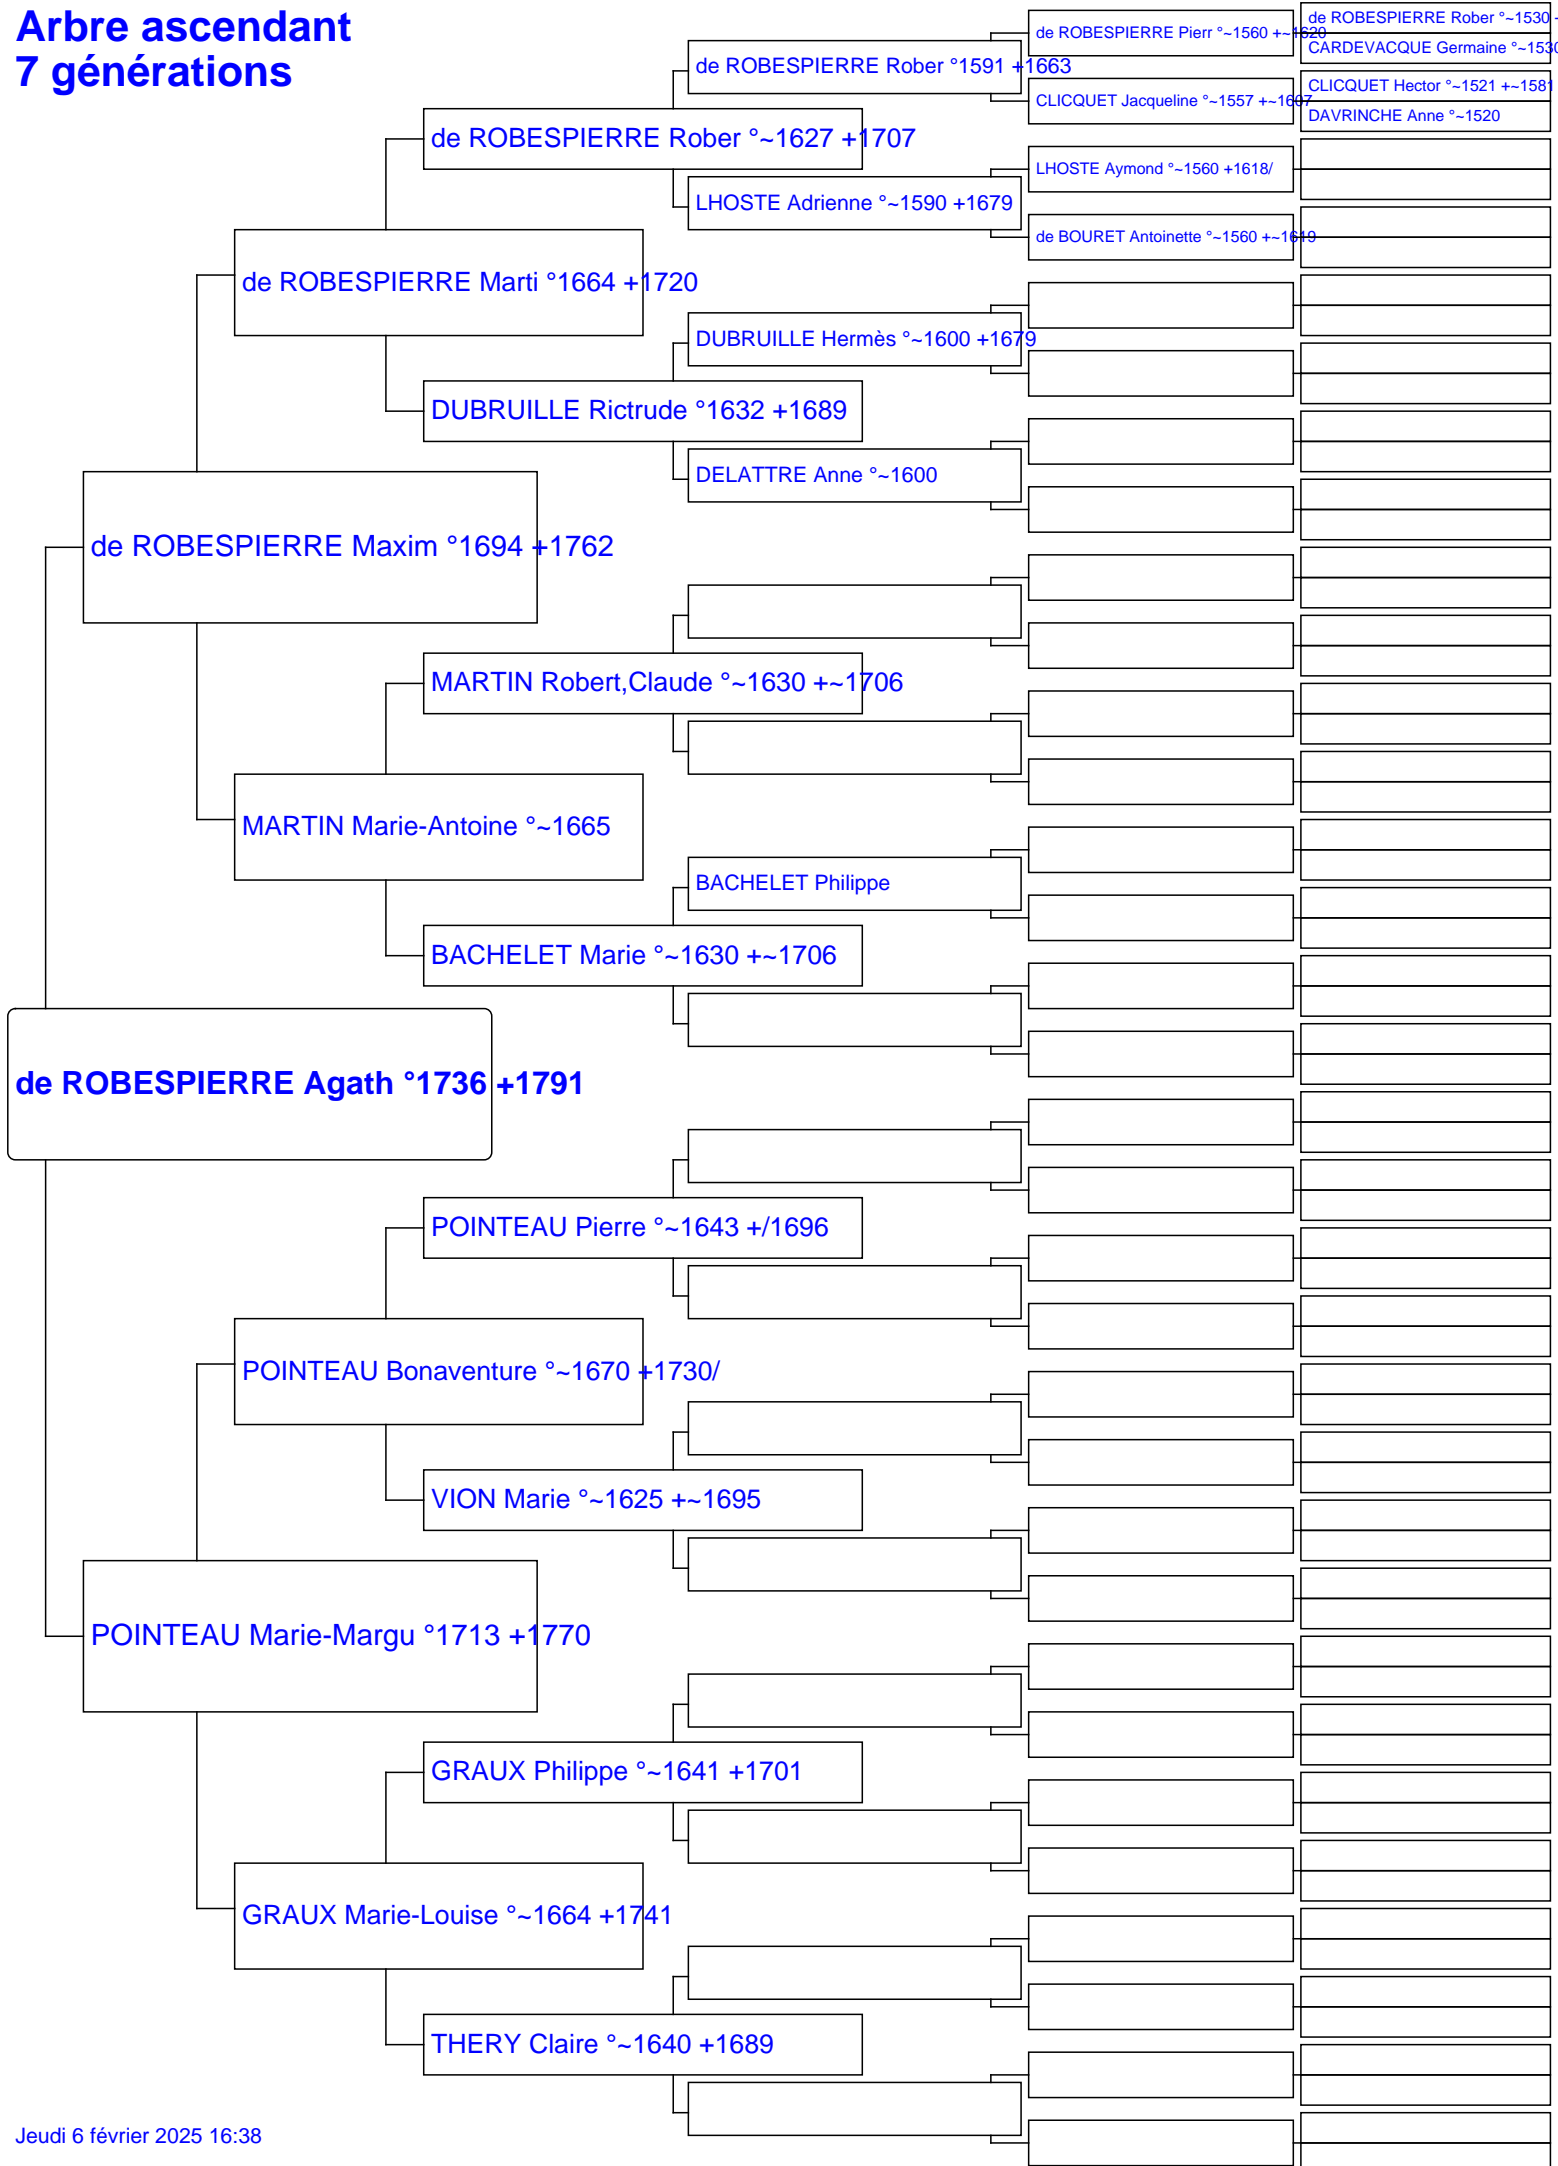 Arbre ascendant
7 générations
de ROBESPIERRE Rober °~1530 +
CARDEVACQUE Germaine °~1530
de ROBESPIERRE Pierr °~1560 +~1620
de ROBESPIERRE Rober °1591 +1663
CLICQUET Hector °~1521 +~1581
CLICQUET Jacqueline °~1557 +~1607
DAVRINCHE Anne °~1520
de ROBESPIERRE Rober °~1627 +1707
LHOSTE Aymond °~1560 +1618/
LHOSTE Adrienne °~1590 +1679
de BOURET Antoinette °~1560 +~1619
de ROBESPIERRE Marti °1664 +1720
DUBRUILLE Hermès °~1600 +1679
DUBRUILLE Rictrude °1632 +1689
DELATTRE Anne °~1600
de ROBESPIERRE Maxim °1694 +1762
MARTIN Robert,Claude °~1630 +~1706
MARTIN Marie-Antoine °~1665
BACHELET Philippe
BACHELET Marie °~1630 +~1706
de ROBESPIERRE Agath °1736 +1791
POINTEAU Pierre °~1643 +/1696
POINTEAU Bonaventure °~1670 +1730/
VION Marie °~1625 +~1695
POINTEAU Marie-Margu °1713 +1770
GRAUX Philippe °~1641 +1701
GRAUX Marie-Louise °~1664 +1741
THERY Claire °~1640 +1689
Jeudi 6 février 2025 16:38